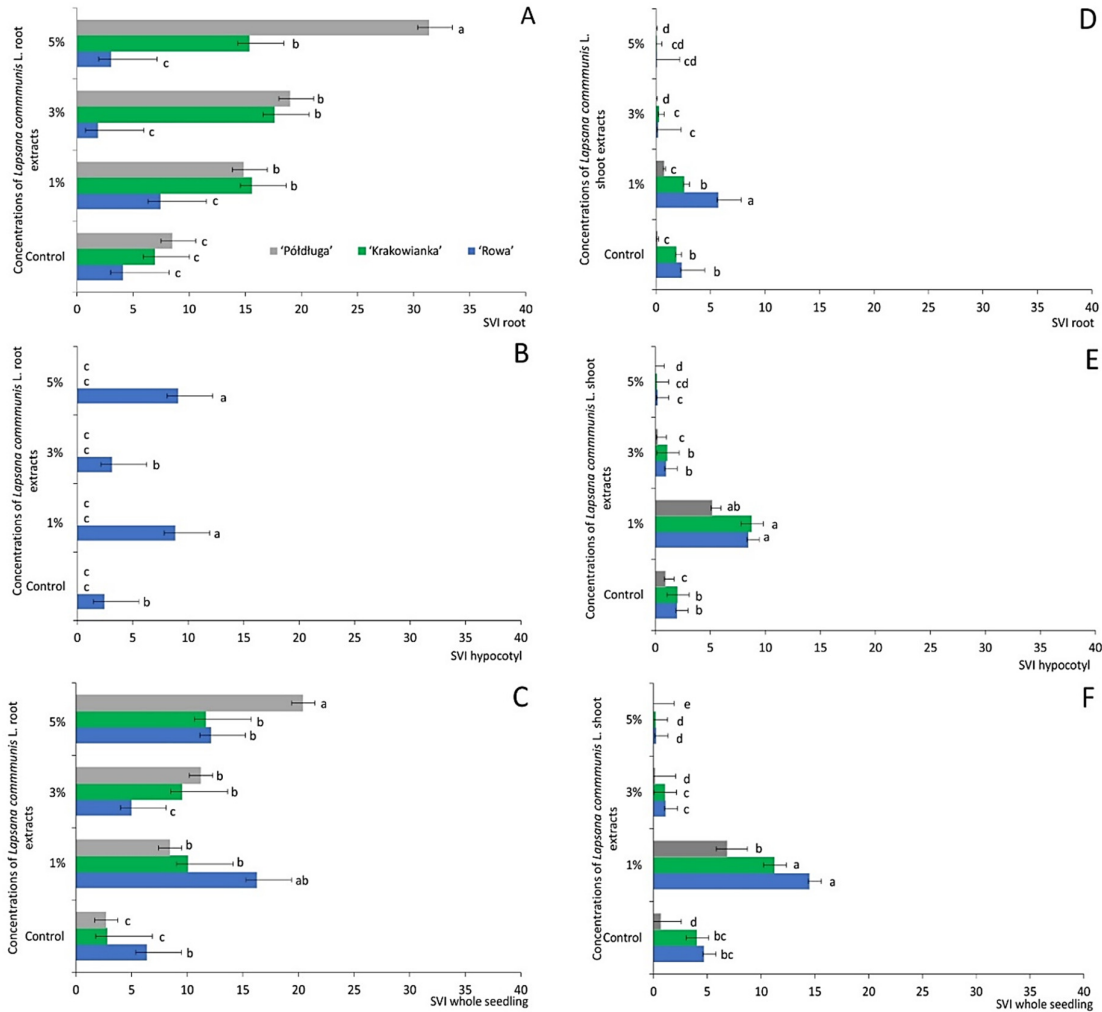 A
Concentrations of Lapsana commmunis L. root
extracts
5%
a
b
c
3%
b
b
c
1%
b
b
c
Control
c
c
c
'Półdługa' 'Krakowianka' 'Rowa'
0 5 10 15 20 25 30 35 40
SVI root
D
Concentrations of Lapsana commmunis L.
shoot extracts
5%
d
cd
cd
3%
d
c
c
1%
c
b
a
Control
c
b
b
0 5 10 15 20 25 30 35 40
SVI root
B
Concentrations of Lapsana commmunis L. root
extracts
5%
c
c
a
3%
c
c
b
1%
c
c
a
Control
c
c
b
0 5 10 15 20 25 30 35 40
SVI hypocotyl
E
Concentrations of Lapsana commmunis L. shoot
extracts
5%
d
cd
c
3%
c
b
b
1%
ab
a
a
Control
c
b
b
0 5 10 15 20 25 30 35 40
SVI hypocotyl
C
Concentrations of Lapsana commmunis L. root
extracts
5%
a
b
b
3%
b
b
c
1%
b
b
ab
Control
c
c
b
0 5 10 15 20 25 30 35 40
SVI whole seedling
F
Concentrations of Lapsana commmunis L. shoot
extracts
5%
e
d
d
3%
d
c
c
1%
b
a
a
Control
d
bc
bc
0 5 10 15 20 25 30 35 40
SVI whole seedling